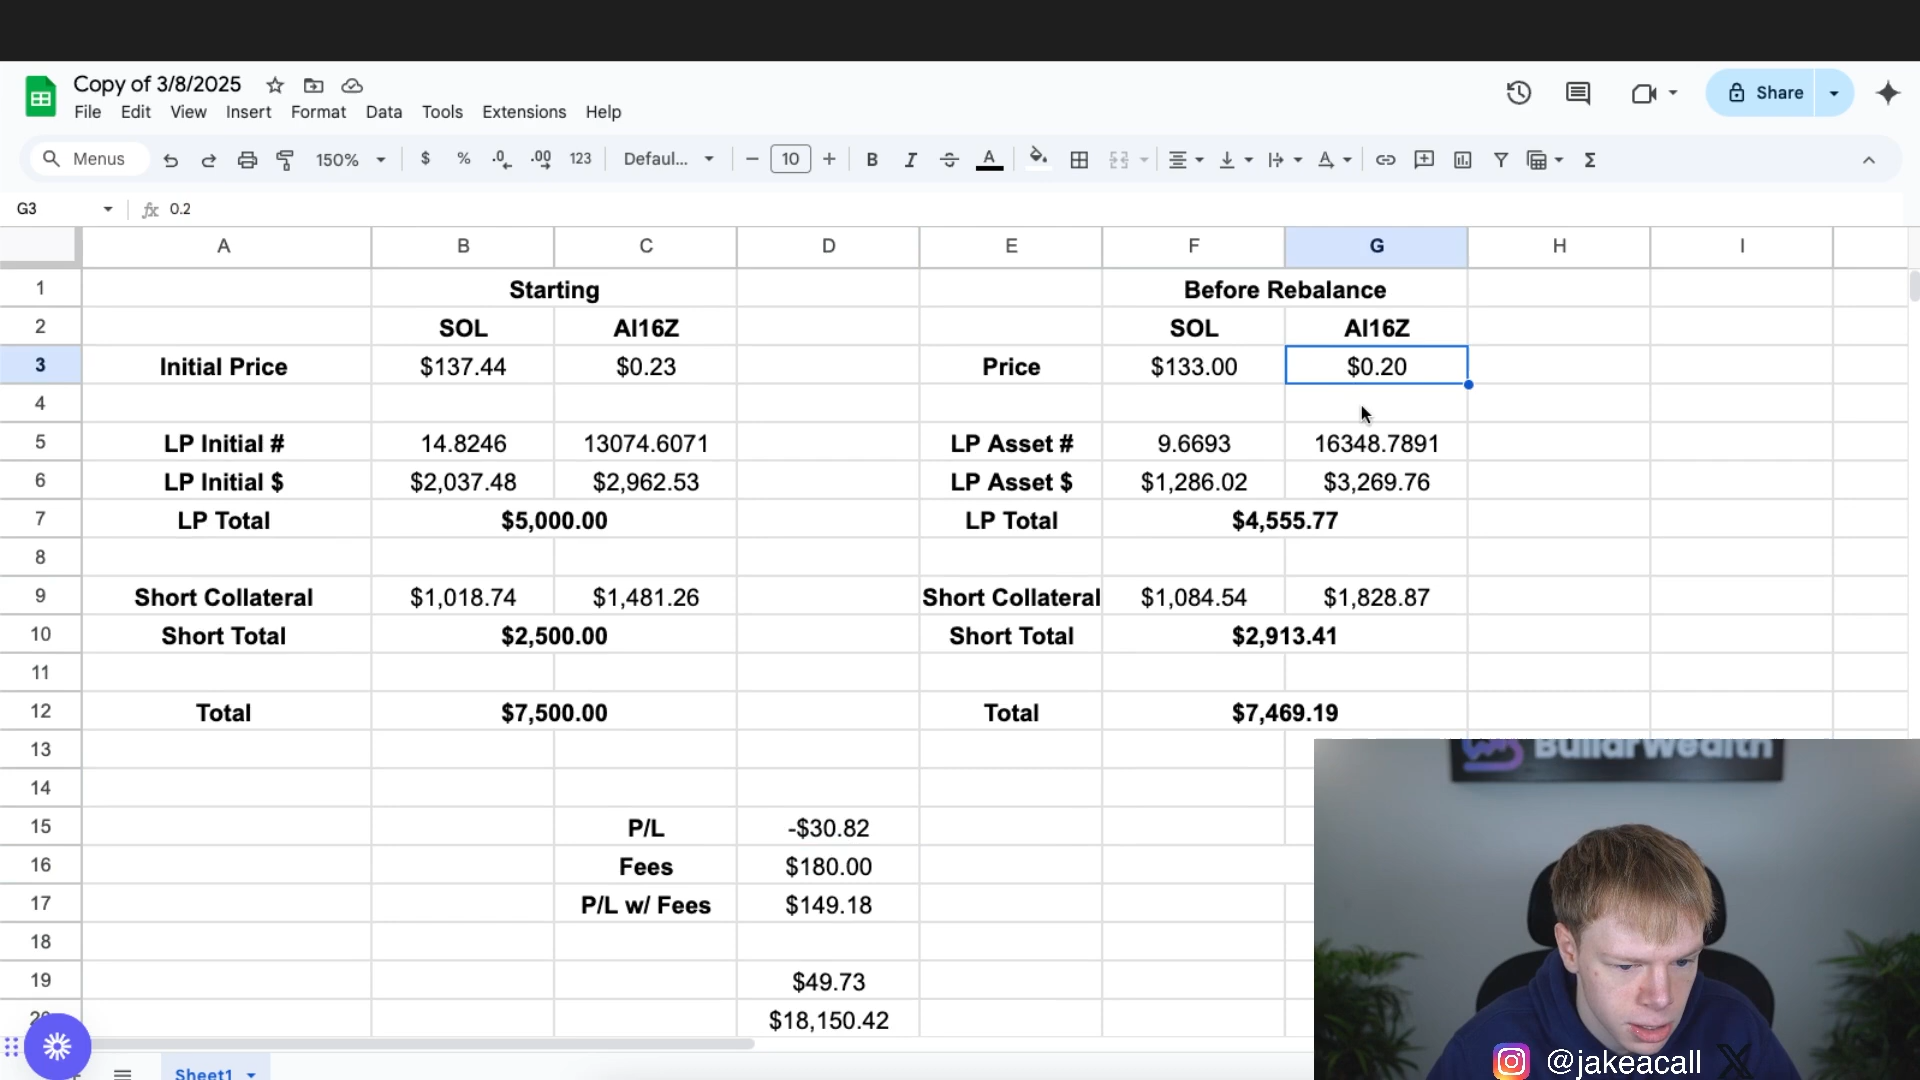 Copy of 3/8/2025
File Edit View Insert Format Data Tools Extensions Help
Share
Menus 150% $ % .0 .00 123 Defaul... 10 B I A A Σ
G3 fx 0.2
A B C D E F G H I
1 Starting Before Rebalance
2 SOL AI16Z SOL AI16Z
3 Initial Price $137.44 $0.23 Price $133.00 $0.20
4
5 LP Initial # 14.8246 13074.6071 LP Asset # 9.6693 16348.7891
6 LP Initial $ $2,037.48 $2,962.53 LP Asset $ $1,286.02 $3,269.76
7 LP Total $5,000.00 LP Total $4,555.77
8
9 Short Collateral $1,018.74 $1,481.26 Short Collateral $1,084.54 $1,828.87
10 Short Total $2,500.00 Short Total $2,913.41
11
12 Total $7,500.00 Total $7,469.19
13
14
15 P/L -$30.82
16 Fees $180.00
17 P/L w/ Fees $149.18
18
19 $49.73
20 $18,150.42
Sheet1
BuildrWealth
@jakeacall